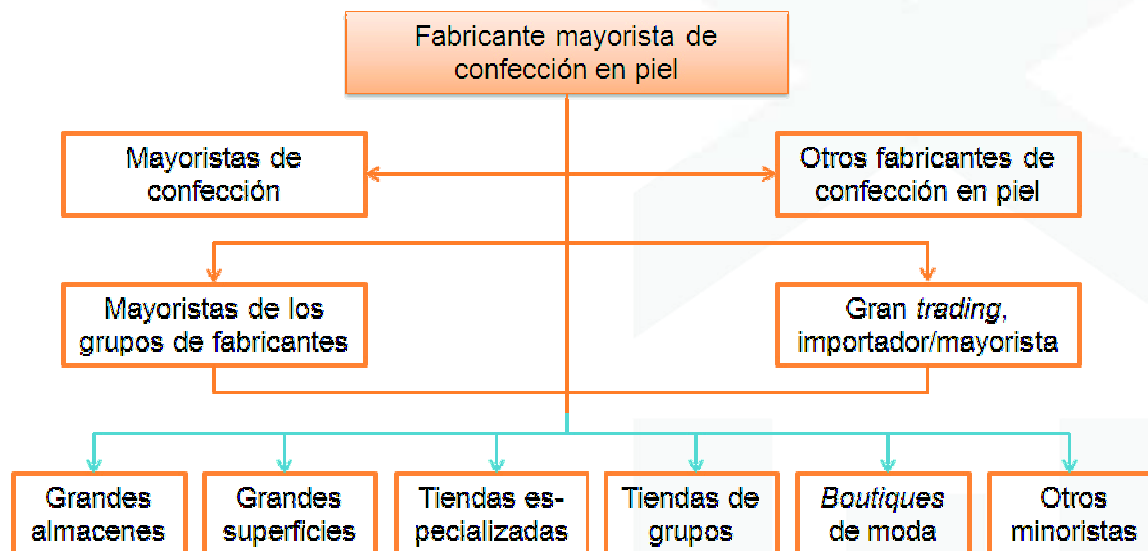 Fabricante mayorista de
confección en piel
Mayoristas de
confección
Otros fabricantes de
confección en piel
Mayoristas de los
grupos de fabricantes
Gran trading,
importador/mayorista
Grandes
almacenes
Grandes
superficies
Tiendas es-
pecializadas
Tiendas de
grupos
Boutiques
de moda
Otros
minoristas